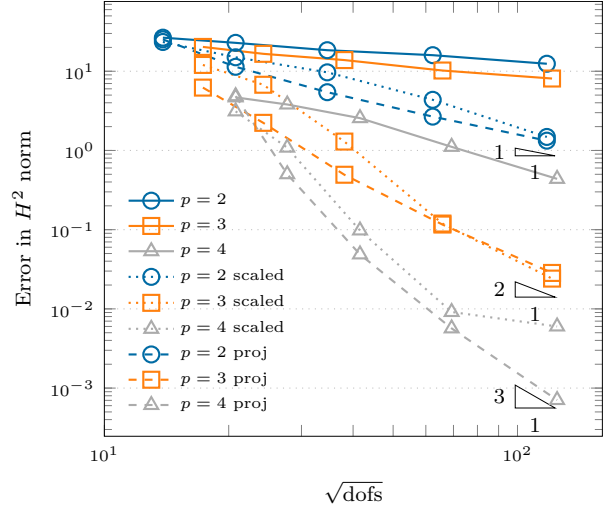 10^1
10^0
10^−1
10^−2
10^−3
Error in H^2 norm
p = 2
p = 3
p = 4
p = 2 scaled
p = 3 scaled
p = 4 scaled
p = 2 proj
p = 3 proj
p = 4 proj
1
1
2
1
3
1
10^1
10^2
√dofs